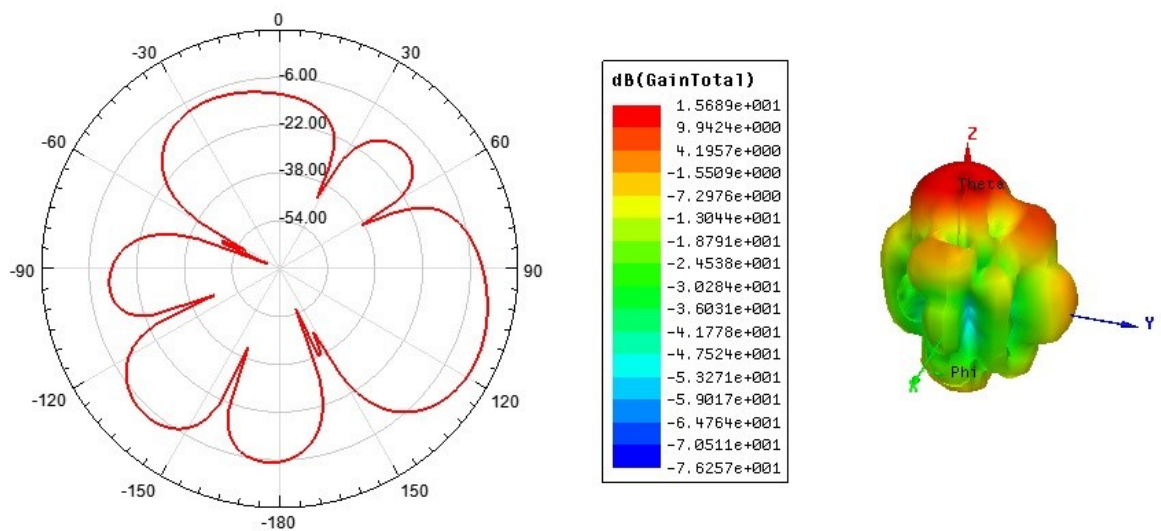 0
-30
30
-6.00
-22.00
-60
60
-38.00
-54.00
-90
90
-120
120
-150
150
-180
dB(GainTotal)
1.5689e+001
9.9424e+000
4.1957e+000
-1.5509e+000
-7.2976e+000
-1.3044e+001
-1.8791e+001
-2.4538e+001
-3.0284e+001
-3.6031e+001
-4.1778e+001
-4.7524e+001
-5.3271e+001
-5.9017e+001
-6.4764e+001
-7.0511e+001
-7.6257e+001
Z
Theta
Y
Phi
X